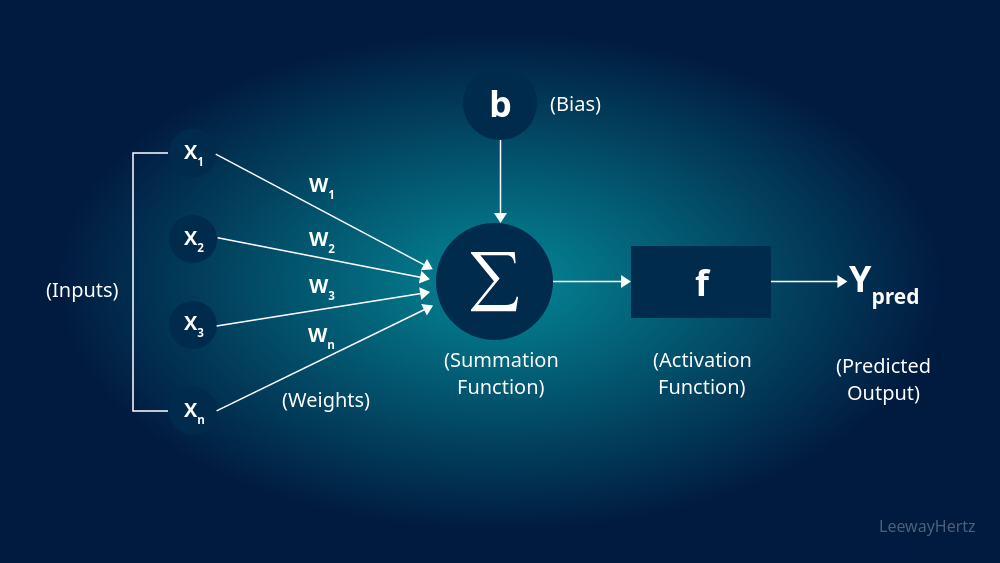 b (Bias)
X1
W1
X2
W2
(Inputs)
W3
X3
Wn
Xn
(Weights)
∑
(Summation
Function)
f
(Activation
Function)
Ypred
(Predicted
Output)
LeewayHertz